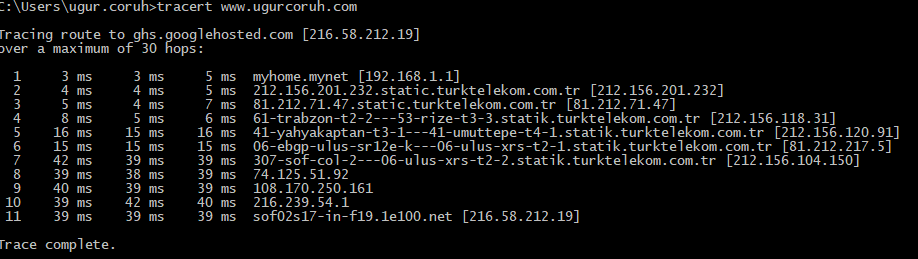 C:\Users\ugur.coruh>tracert www.ugurcoruh.com
Tracing route to ghs.googlehosted.com [216.58.212.19]
over a maximum of 30 hops:
1 3 ms 3 ms 5 ms myhome.mynet [192.168.1.1]
2 4 ms 4 ms 5 ms 212.156.201.232.static.turktelekom.com.tr [212.156.201.232]
3 5 ms 4 ms 7 ms 81.212.71.47.static.turktelekom.com.tr [81.212.71.47]
4 8 ms 5 ms 6 ms 61-trabzon-t2-2---53-rize-t3-3.statik.turktelekom.com.tr [212.156.118.31]
5 16 ms 15 ms 16 ms 41-yahyakaptan-t3-1---41-umuttepe-t4-1.statik.turktelekom.com.tr [212.156.120.91]
6 15 ms 15 ms 15 ms 06-ebgp-ulus-sr12e-k---06-ulus-xrs-t2-1.statik.turktelekom.com.tr [81.212.217.5]
7 42 ms 39 ms 39 ms 307-sof-col-2---06-ulus-xrs-t2-2.statik.turktelekom.com.tr [212.156.104.150]
8 39 ms 38 ms 39 ms 74.125.51.92
9 40 ms 39 ms 39 ms 108.170.250.161
10 39 ms 42 ms 40 ms 216.239.54.1
11 39 ms 39 ms 39 ms sof02s17-in-f19.1e100.net [216.58.212.19]
Trace complete.